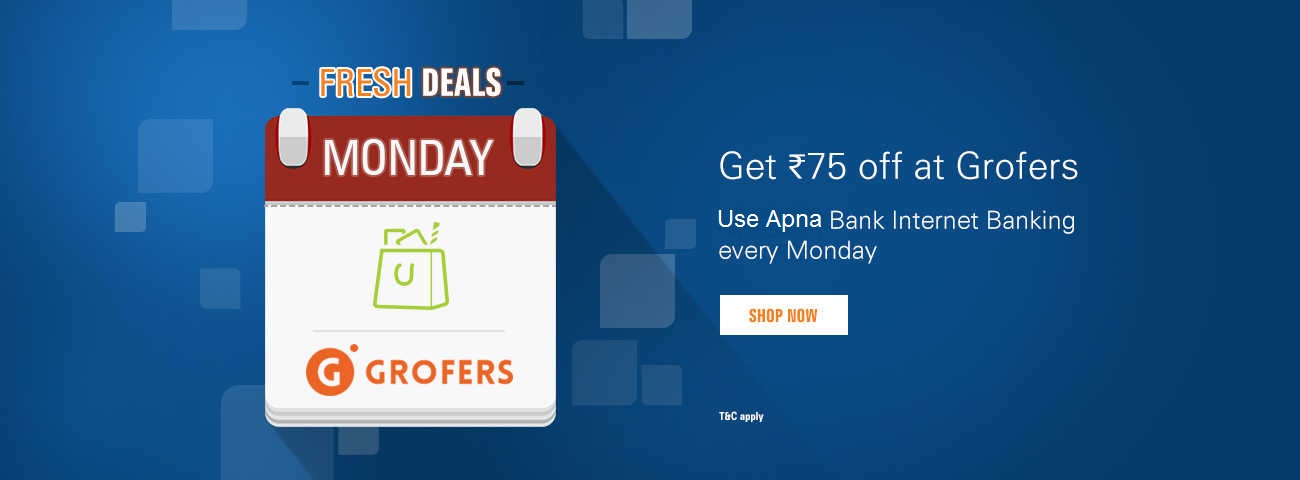 FRESH DEALS
MONDAY
GROFERS
Get ₹75 off at Grofers
Use Apna Bank Internet Banking
every Monday
SHOP NOW
T&C apply